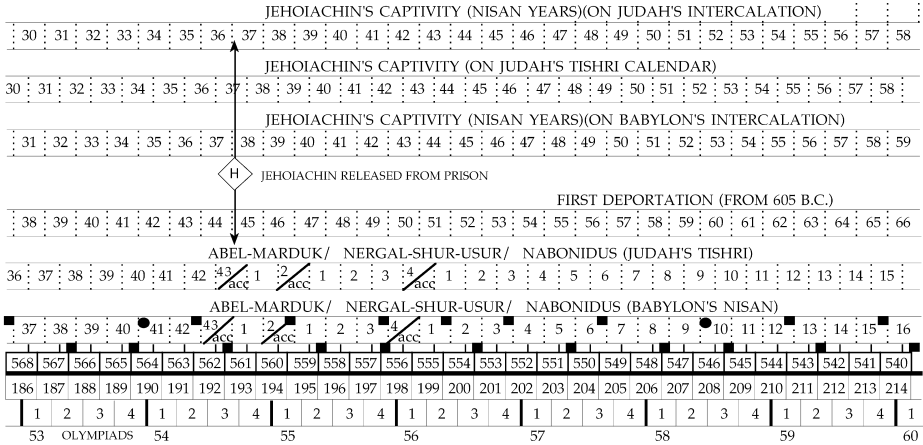 JEHOIACHIN'S CAPTIVITY (NISAN YEARS)(ON JUDAH'S INTERCALATION)
30 31 32 33 34 35 36 37 38 39 40 41 42 43 44 45 46 47 48 49 50 51 52 53 54 55 56 57 58
JEHOIACHIN'S CAPTIVITY (ON JUDAH'S TISHRI CALENDAR)
30 31 32 33 34 35 36 37 38 39 40 41 42 43 44 45 46 47 48 49 50 51 52 53 54 55 56 57 58
JEHOIACHIN'S CAPTIVITY (NISAN YEARS)(ON BABYLON'S INTERCALATION)
31 32 33 34 35 36 37 38 39 40 41 42 43 44 45 46 47 48 49 50 51 52 53 54 55 56 57 58 59
H JEHOIACHIN RELEASED FROM PRISON
FIRST DEPORTATION (FROM 605 B.C.)
38 39 40 41 42 43 44 45 46 47 48 49 50 51 52 53 54 55 56 57 58 59 60 61 62 63 64 65 66
ABEL-MARDUK/ NERGAL-SHUR-USUR/ NABONIDUS (JUDAH'S TISHRI)
36 37 38 39 40 41 42 43/acc 1 2/acc 1 2 3 4/acc 1 2 3 4 5 6 7 8 9 10 11 12 13 14 15
ABEL-MARDUK/ NERGAL-SHUR-USUR/ NABONIDUS (BABYLON'S NISAN)
37 38 39 40 41 42 43/acc 1 2/acc 1 2 3 4/acc 1 2 3 4 5 6 7 8 9 10 11 12 13 14 15 16
568 567 566 565 564 563 562 561 560 559 558 557 556 555 554 553 552 551 550 549 548 547 546 545 544 543 542 541 540
186 187 188 189 190 191 192 193 194 195 196 197 198 199 200 201 202 203 204 205 206 207 208 209 210 211 212 213 214
1 2 3 4 1 2 3 4 1 2 3 4 1 2 3 4 1 2 3 4 1 2 3 4 1 2 3 4 1
53 OLYMPIADS 54 55 56 57 58 59 60